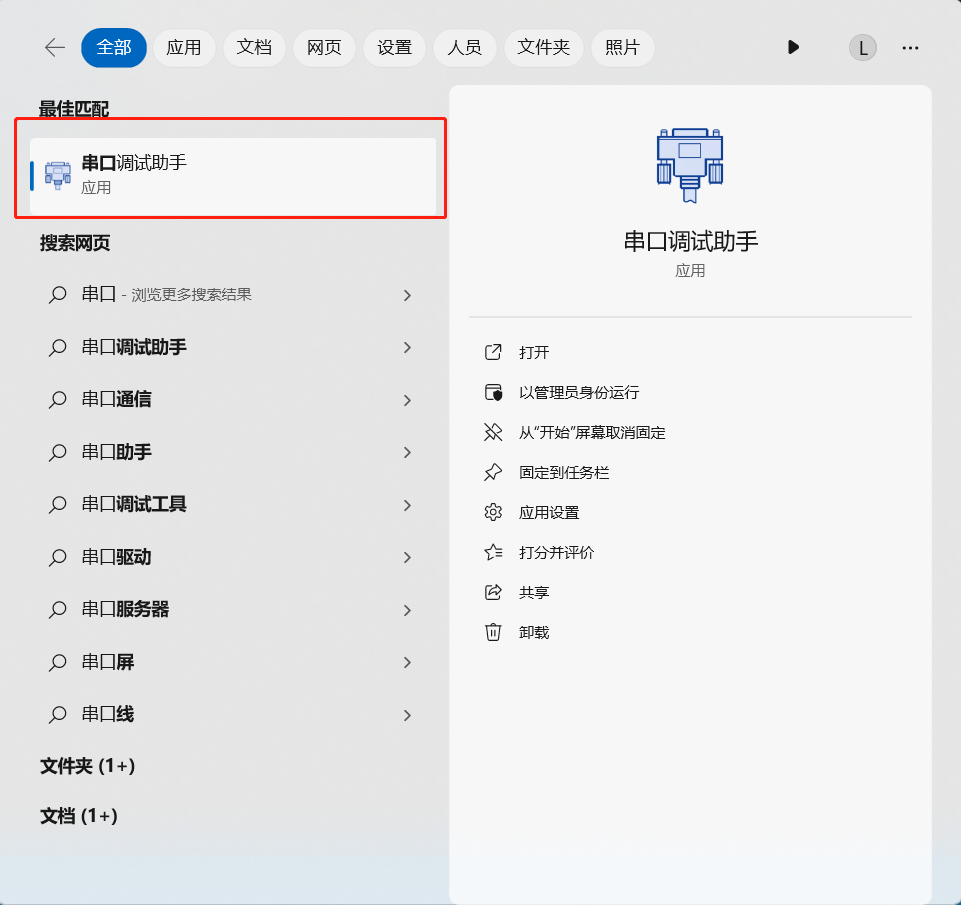 全部 应用 文档 网页 设置 人员 文件夹 照片 L
最佳匹配
串口调试助手
应用
搜索网页
串口 - 浏览更多搜索结果
串口调试助手
串口通信
串口助手
串口调试工具
串口驱动
串口服务器
串口屏
串口线
文件夹 (1+)
文档 (1+)
串口调试助手
应用
打开
以管理员身份运行
从“开始”屏幕取消固定
固定到任务栏
应用设置
打分并评价
共享
卸载